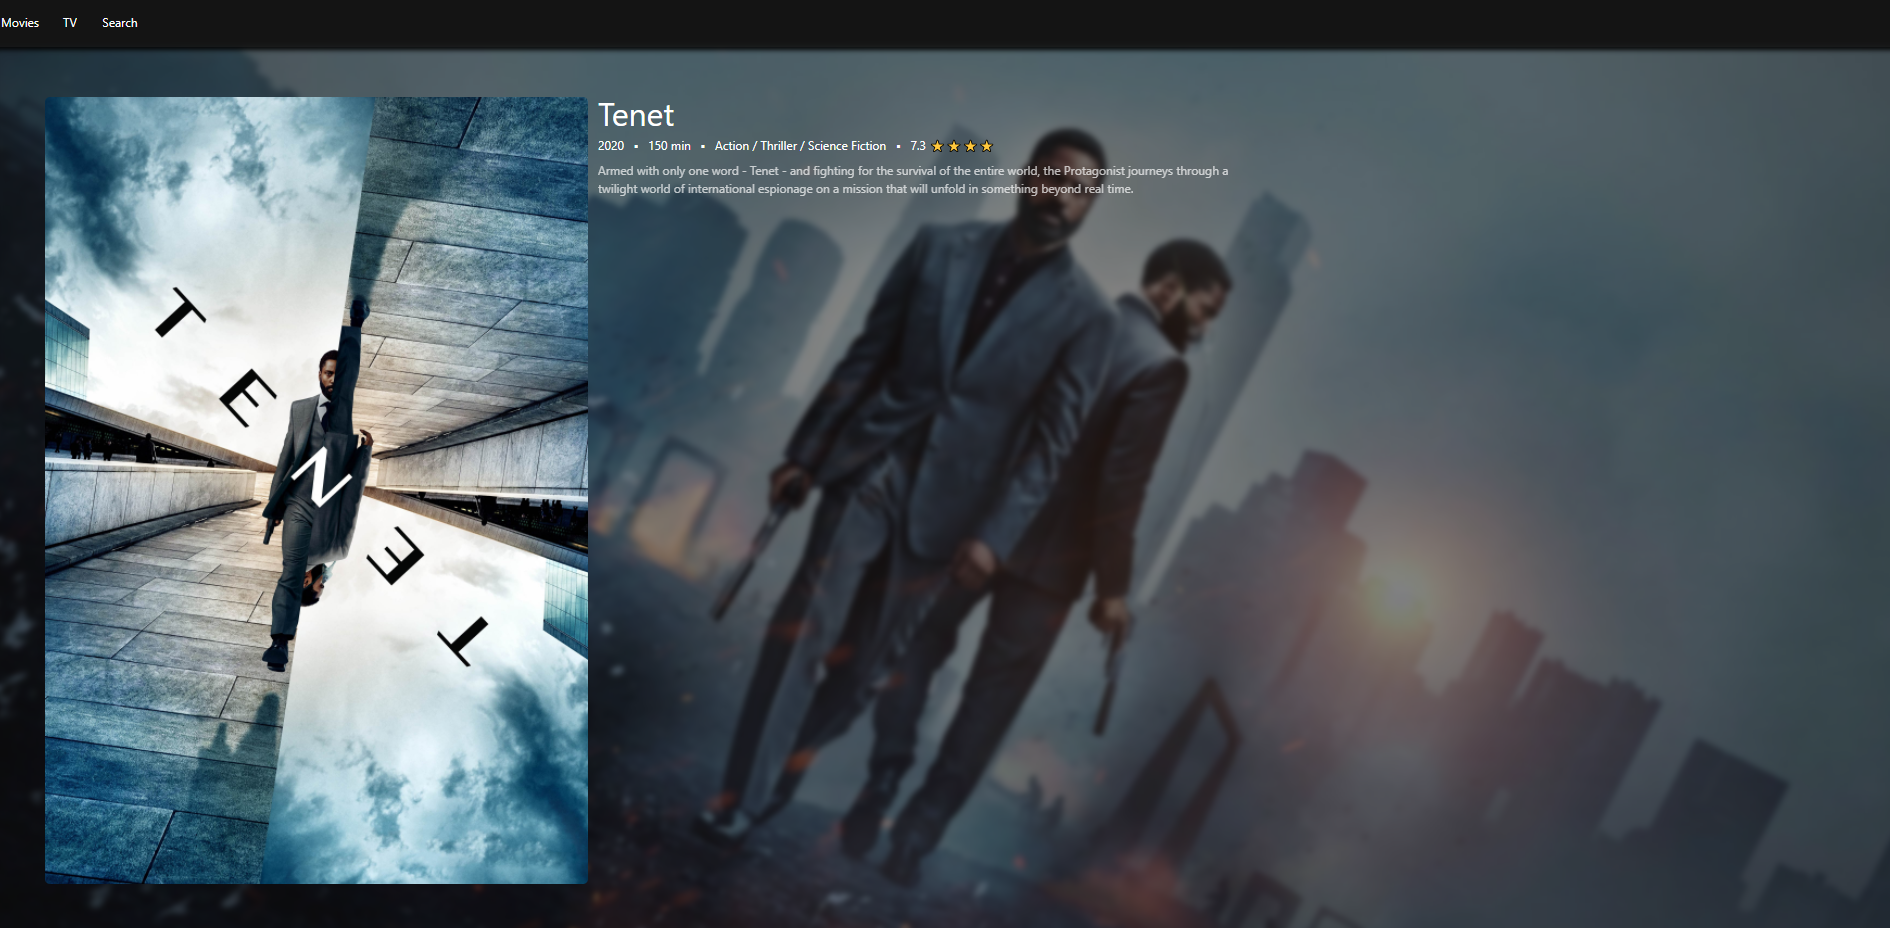 Movies TV Search
Tenet
2020 • 150 min • Action / Thriller / Science Fiction • 7.3 ★ ★ ★ ★
Armed with only one word - Tenet - and fighting for the survival of the entire world, the Protagonist journeys through a
twilight world of international espionage on a mission that will unfold in something beyond real time.
TENET